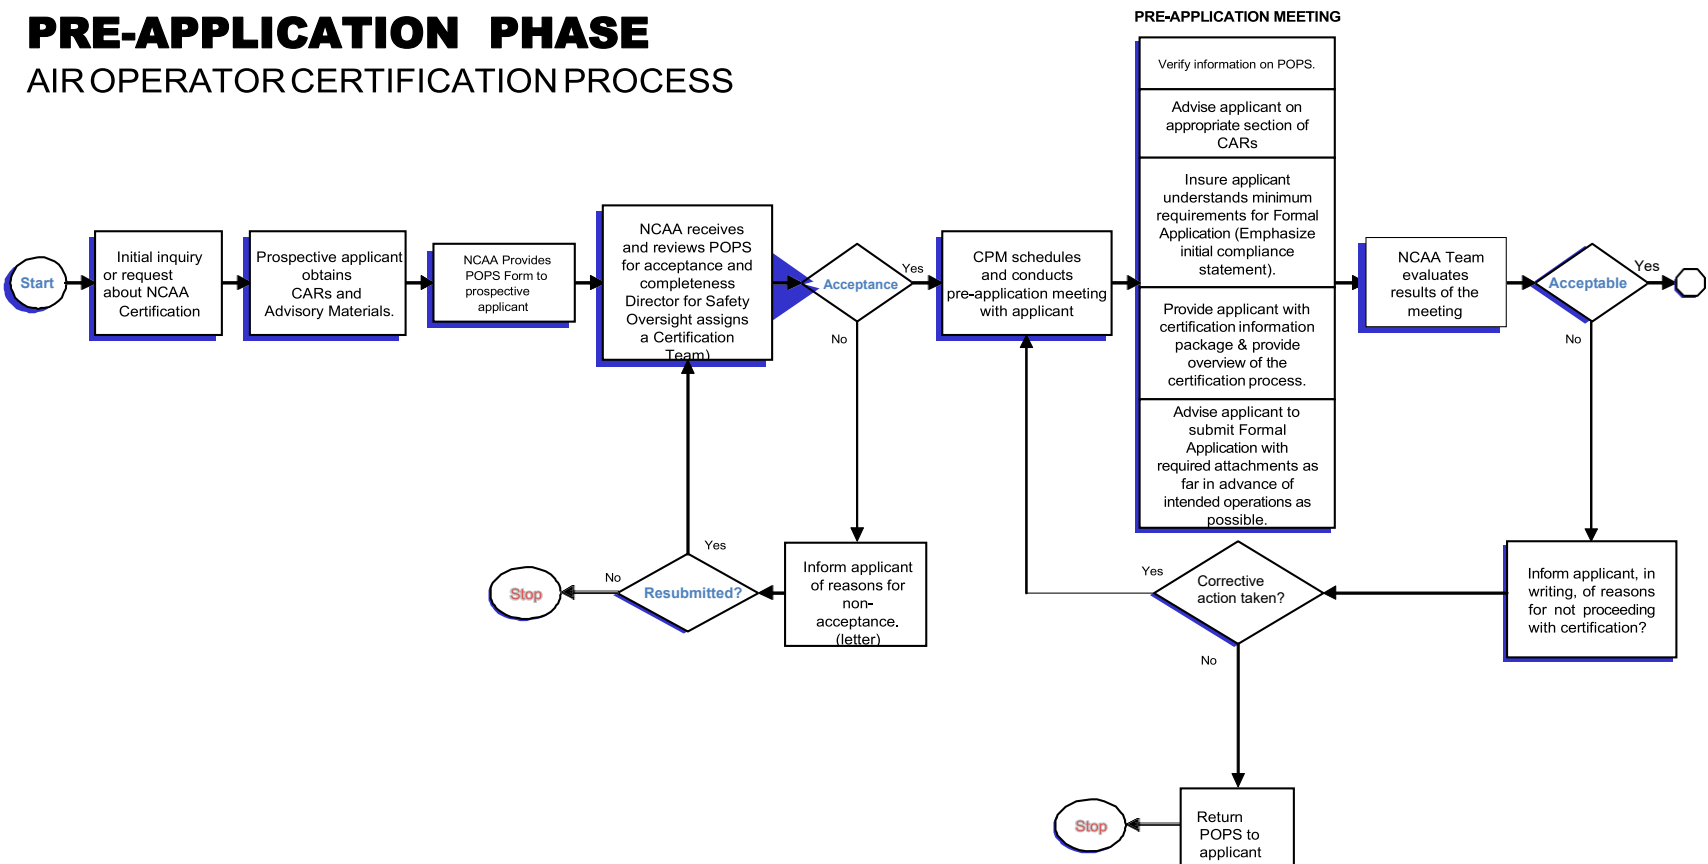 PRE-APPLICATION PHASE
AIR OPERATOR CERTIFICATION PROCESS
PRE-APPLICATION MEETING
Start
Initial inquiry
or request
about NCAA
Certification
Prospective applicant
obtains
CARs and
Advisory Materials.
NCAA Provides
POPS Form to
prospective
applicant
NCAA receives
and reviews POPS
for acceptance and
completeness
Director for Safety
Oversight assigns
a Certification
Team)
Acceptance
Yes
No
CPM schedules
and conducts
pre-application meeting
with applicant
Verify information on POPS.
Advise applicant on
appropriate section of
CARs
Insure applicant
understands minimum
requirements for Formal
Application (Emphasize
initial compliance
statement).
Provide applicant with
certification information
package & provide
overview of the
certification process.
Advise applicant to
submit Formal
Application with
required attachments as
far in advance of
intended operations as
possible.
NCAA Team
evaluates
results of the
meeting
Acceptable
Yes
No
Stop
No
Resubmitted?
Yes
Inform applicant
of reasons for
non-
acceptance.
(letter)
Yes
Corrective
action taken?
No
Inform applicant, in
writing, of reasons
for not proceeding
with certification?
Stop
Return
POPS to
applicant